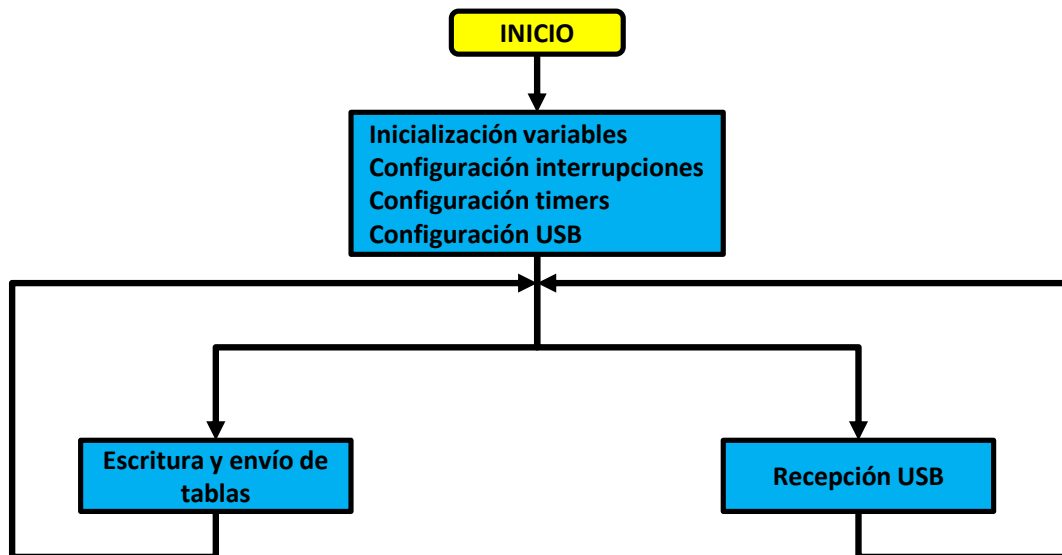 INICIO
Inicialización variables
Configuración interrupciones
Configuración timers
Configuración USB
Escritura y envío de
tablas
Recepción USB